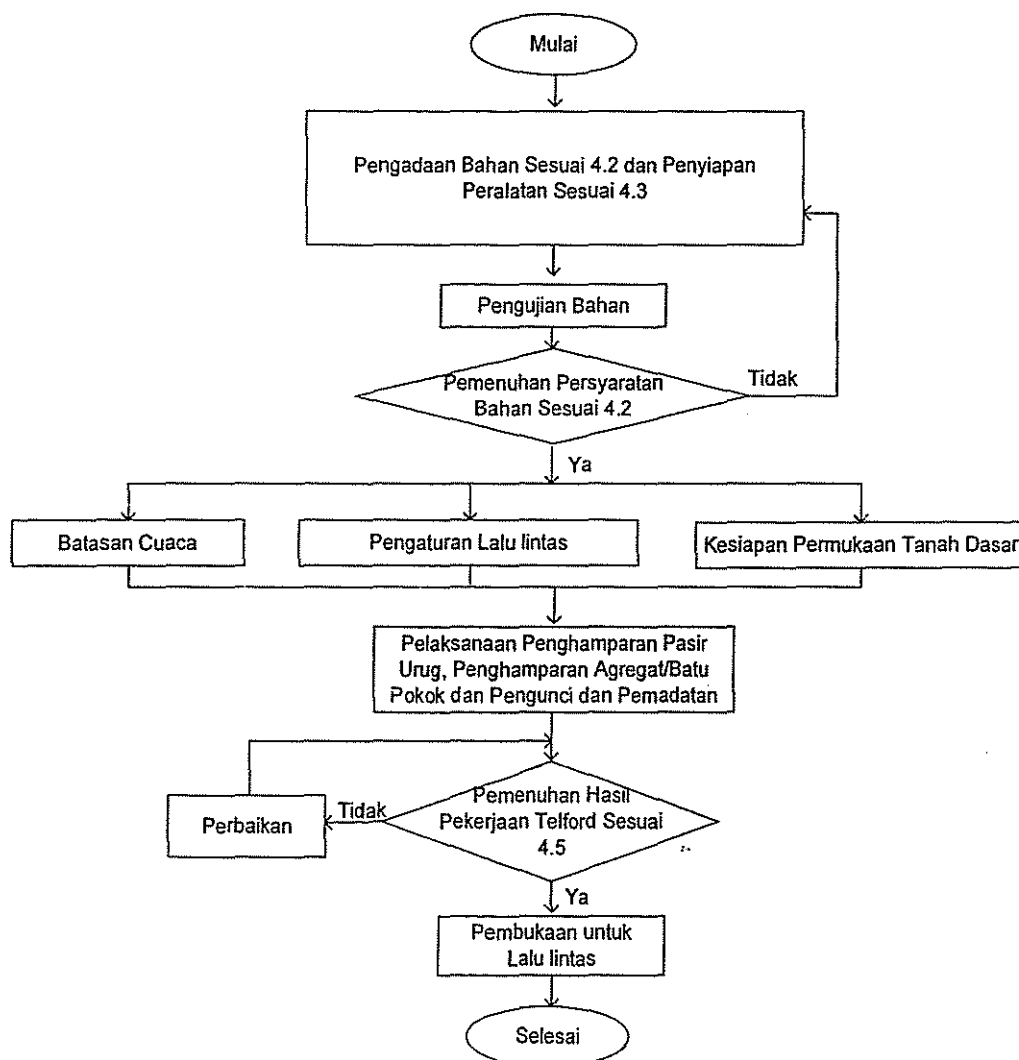 Mulai
Pengadaan Bahan Sesuai 4.2 dan Penyiapan
Peralatan Sesuai 4.3
Pengujian Bahan
Pemenuhan Persyaratan
Bahan Sesuai 4.2
Tidak
Ya
Batasan Cuaca
Pengaturan Lalu lintas
Kesiapan Permukaan Tanah Dasar
Pelaksanaan Penghamparan Pasir
Urug, Penghamparan Agregat/Batu
Pokok dan Pengunci dan Pemadatan
Pemenuhan Hasil
Pekerjaan Telford Sesuai
4.5
Tidak
Perbaikan
Ya
Pembukaan untuk
Lalu lintas
Selesai